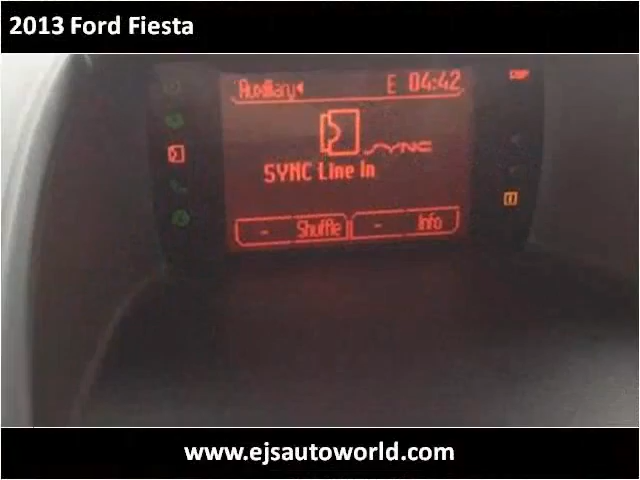 2013 Ford Fiesta
Auxiliary E 04:42
SYNC
SYNC Line In
- Shuffle - Info
www.ejsautoworld.com